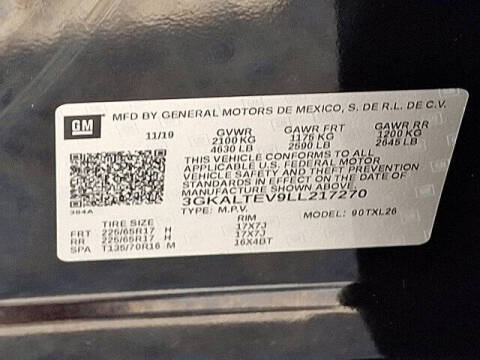 MFD BY GENERAL MOTORS DE MEXICO, S. DE R.L. DE C.V.
GM
11/19 GVWR GAWR FRT GAWR RR
2100 KG 1175 KG 1200 KG
4630 LB 2590 LB 2645 LB
THIS VEHICLE CONFORMS TO ALL
APPLICABLE U.S. FEDERAL MOTOR
VEHICLE SAFETY AND THEFT PREVENTION
STANDARDS IN EFFECT ON THE DATE OF
MANUFACTURE SHOWN ABOVE.
3GKALTEV9LL217270
384A TYPE: M.P.V. MODEL: 90TXL26
TIRE SIZE RIM
FRT 225/65R17 H 17X7J
RR 225/65R17 H 17X7J
SPA T135/70R16 M 16X4BT